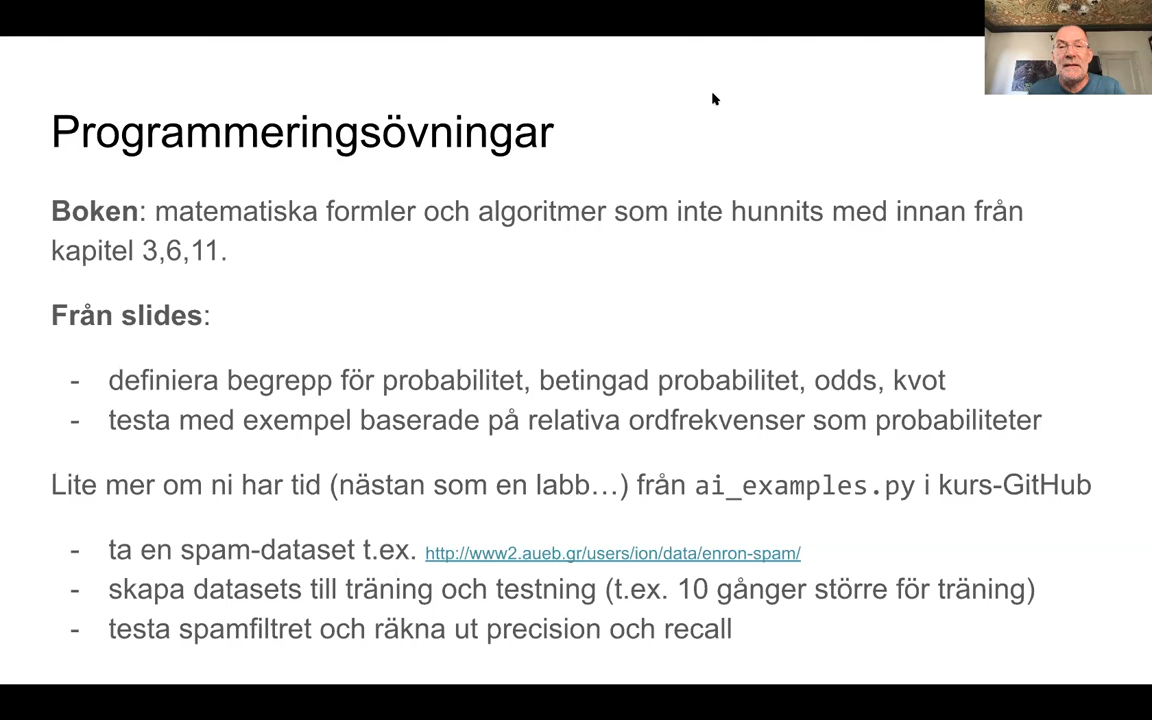 Programmeringsövningar
Boken: matematiska formler och algoritmer som inte hunnits med innan från
kapitel 3,6,11.
Från slides:
- definiera begrepp för probabilitet, betingad probabilitet, odds, kvot
- testa med exempel baserade på relativa ordfrekvenser som probabiliteter
Lite mer om ni har tid (nästan som en labb…) från ai_examples.py i kurs-GitHub
- ta en spam-dataset t.ex. http://www2.aueb.gr/users/ion/data/enron-spam/
- skapa datasets till träning och testning (t.ex. 10 gånger större för träning)
- testa spamfiltret och räkna ut precision och recall